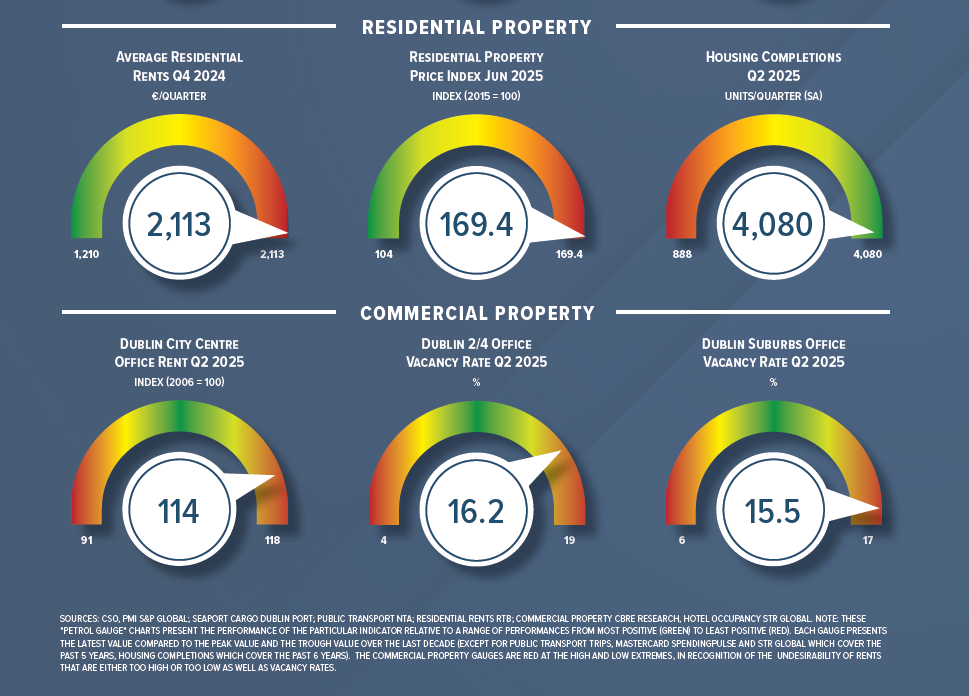 RESIDENTIAL PROPERTY
AVERAGE RESIDENTIAL
RENTS Q4 2024
€/QUARTER
2,113
1,210
2,113
RESIDENTIAL PROPERTY
PRICE INDEX JUN 2025
INDEX (2015 = 100)
169.4
104
169.4
HOUSING COMPLETIONS
Q2 2025
UNITS/QUARTER (SA)
4,080
888
4,080
COMMERCIAL PROPERTY
DUBLIN CITY CENTRE
OFFICE RENT Q2 2025
INDEX (2006 = 100)
114
91
118
DUBLIN 2/4 OFFICE
VACANCY RATE Q2 2025
%
16.2
4
19
DUBLIN SUBURBS OFFICE
VACANCY RATE Q2 2025
%
15.5
6
17
SOURCES: CSO, PMI S&P GLOBAL; SEAPORT CARGO DUBLIN PORT; PUBLIC TRANSPORT NTA; RESIDENTIAL RENTS RTB; COMMERCIAL PROPERTY CBRE RESEARCH, HOTEL OCCUPANCY STR GLOBAL. NOTE: THESE
"PETROL GAUGE" CHARTS PRESENT THE PERFORMANCE OF THE PARTICULAR INDICATOR RELATIVE TO A RANGE OF PERFORMANCES FROM MOST POSITIVE (GREEN) TO LEAST POSITIVE (RED). EACH GAUGE PRESENTS
THE LATEST VALUE COMPARED TO THE PEAK VALUE AND THE TROUGH VALUE OVER THE LAST DECADE (EXCEPT FOR PUBLIC TRANSPORT TRIPS, MASTERCARD SPENDINGPULSE AND STR GLOBAL WHICH COVER THE
PAST 5 YEARS, HOUSING COMPLETIONS WHICH COVER THE PAST 6 YEARS). THE COMMERCIAL PROPERTY GAUGES ARE RED AT THE HIGH AND LOW EXTREMES, IN RECOGNITION OF THE UNDESIRABILITY OF RENTS
THAT ARE EITHER TOO HIGH OR TOO LOW AS WELL AS VACANCY RATES.